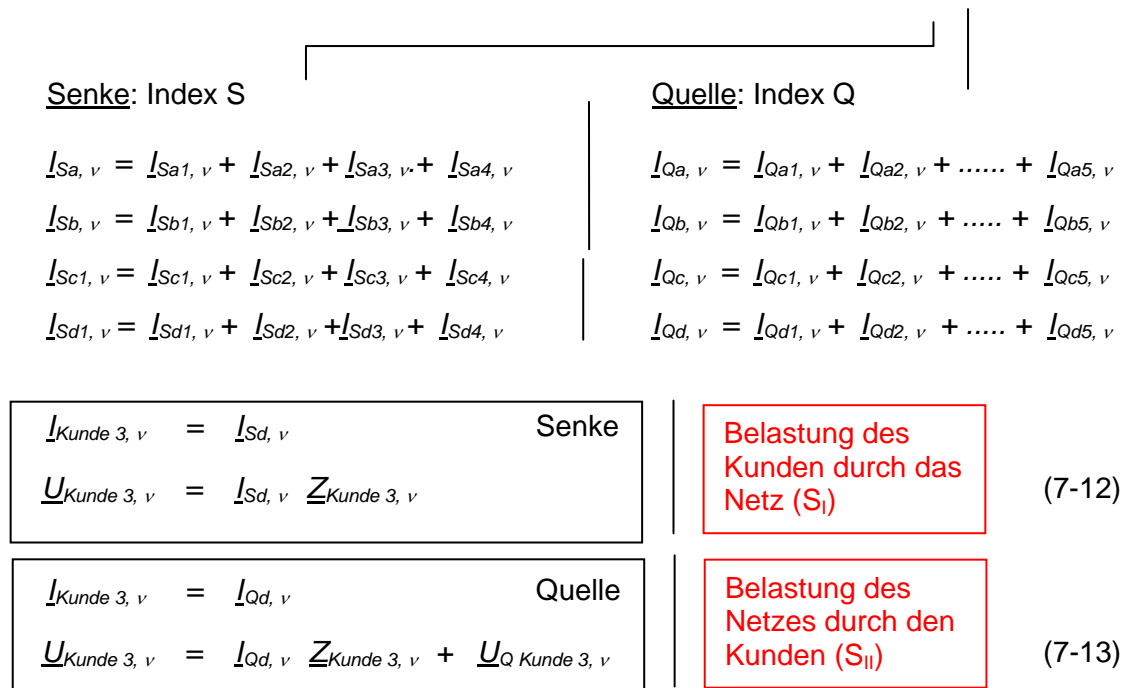 Senke: Index S
I_Sa, ν = I_Sa1, ν + I_Sa2, ν + I_Sa3, ν. + I_Sa4, ν
I_Sb, ν = I_Sb1, ν + I_Sb2, ν + I_Sb3, ν + I_Sb4, ν
I_Sc1, ν = I_Sc1, ν + I_Sc2, ν + I_Sc3, ν + I_Sc4, ν
I_Sd1, ν = I_Sd1, ν + I_Sd2, ν + I_Sd3, ν + I_Sd4, ν
Quelle: Index Q
I_Qa, ν = I_Qa1, ν + I_Qa2, ν + ...... + I_Qa5, ν
I_Qb, ν = I_Qb1, ν + I_Qb2, ν + ..... + I_Qb5, ν
I_Qc, ν = I_Qc1, ν + I_Qc2, ν + ..... + I_Qc5, ν
I_Qd, ν = I_Qd1, ν + I_Qd2, ν + ..... + I_Qd5, ν
I_Kunde 3, ν = I_Sd, ν Senke
U_Kunde 3, ν = I_Sd, ν Z_Kunde 3, ν
Belastung des
Kunden durch das
Netz (S_I)
(7-12)
I_Kunde 3, ν = I_Qd, ν Quelle
U_Kunde 3, ν = I_Qd, ν Z_Kunde 3, ν + U_Q Kunde 3, ν
Belastung des
Netzes durch den
Kunden (S_II)
(7-13)